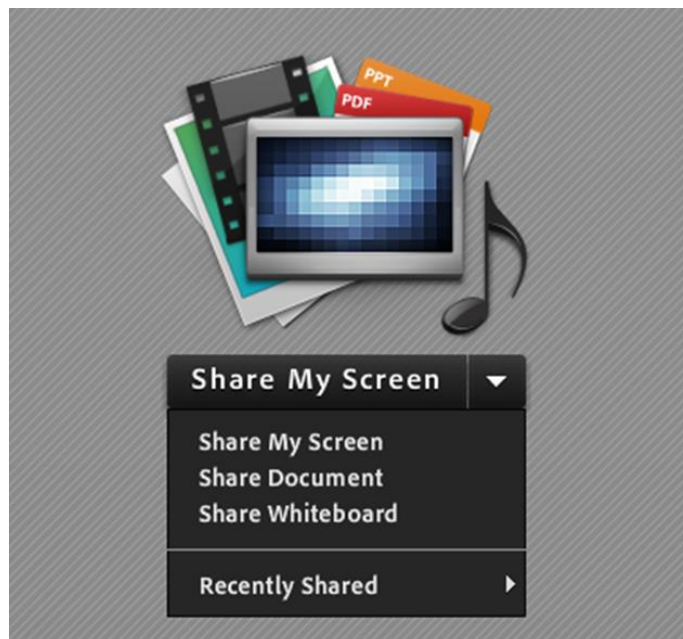 PPT
PDF
Share My Screen
Share My Screen
Share Document
Share Whiteboard
Recently Shared